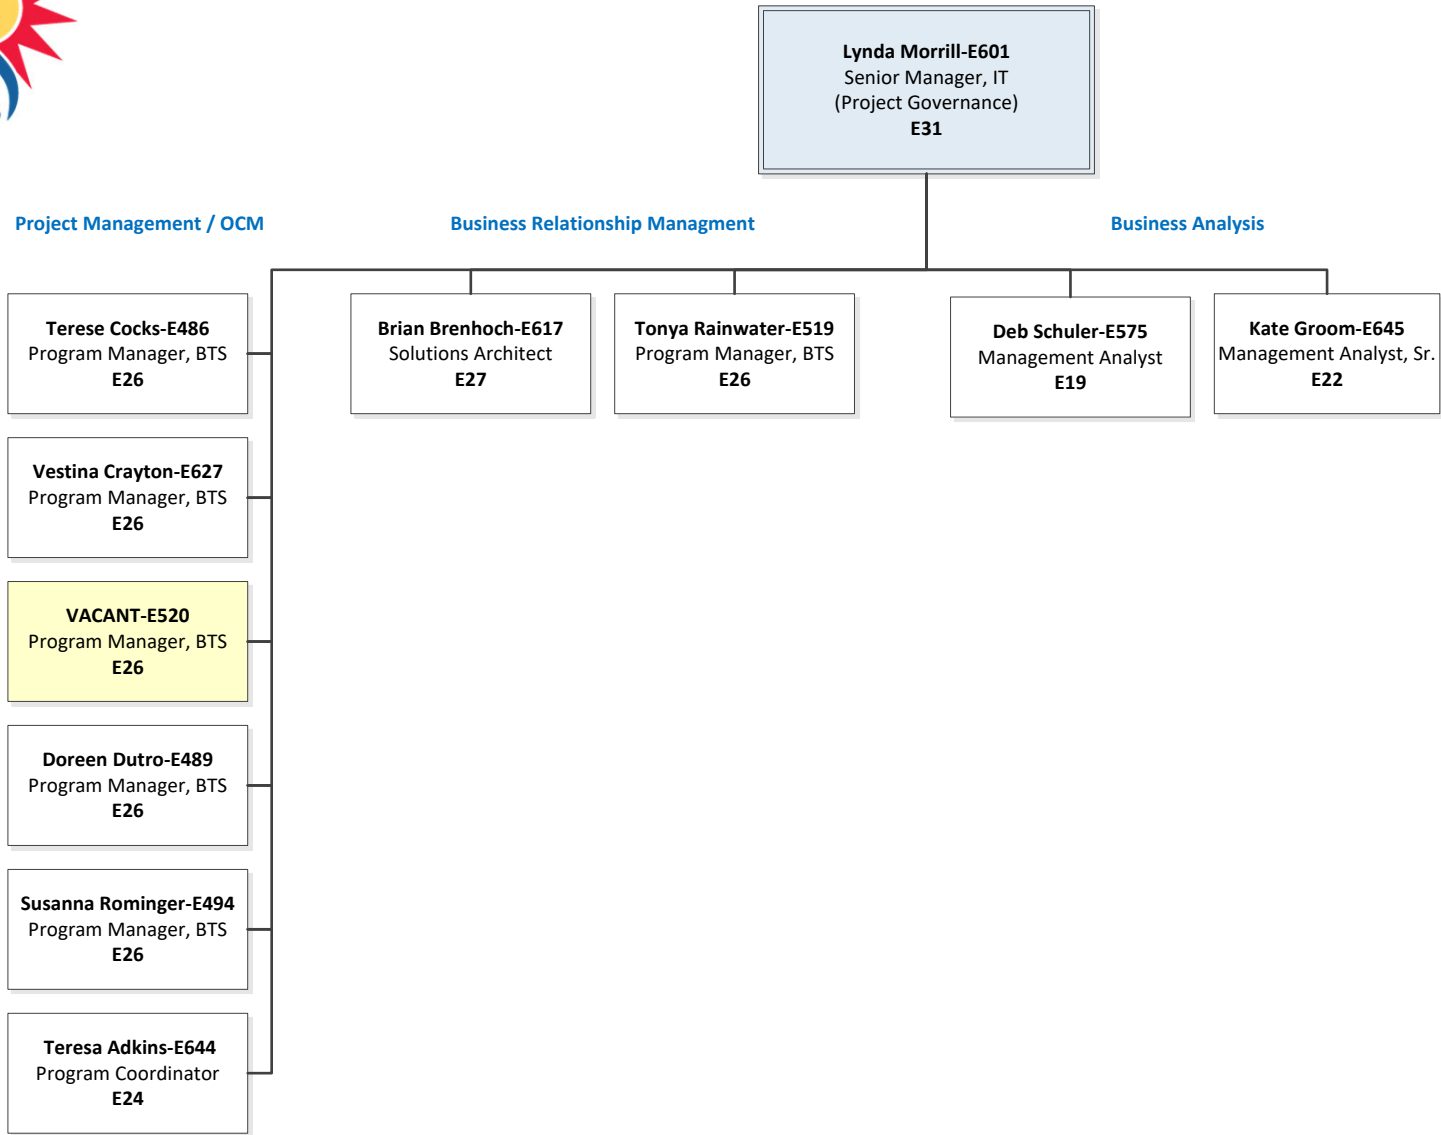 Lynda Morrill-E601
Senior Manager, IT
(Project Governance)
E31
Project Management / OCM
Business Relationship Managment
Business Analysis
Terese Cocks-E486
Program Manager, BTS
E26
Brian Brenhoch-E617
Solutions Architect
E27
Tonya Rainwater-E519
Program Manager, BTS
E26
Deb Schuler-E575
Management Analyst
E19
Kate Groom-E645
Management Analyst, Sr.
E22
Vestina Crayton-E627
Program Manager, BTS
E26
VACANT-E520
Program Manager, BTS
E26
Doreen Dutro-E489
Program Manager, BTS
E26
Susanna Rominger-E494
Program Manager, BTS
E26
Teresa Adkins-E644
Program Coordinator
E24